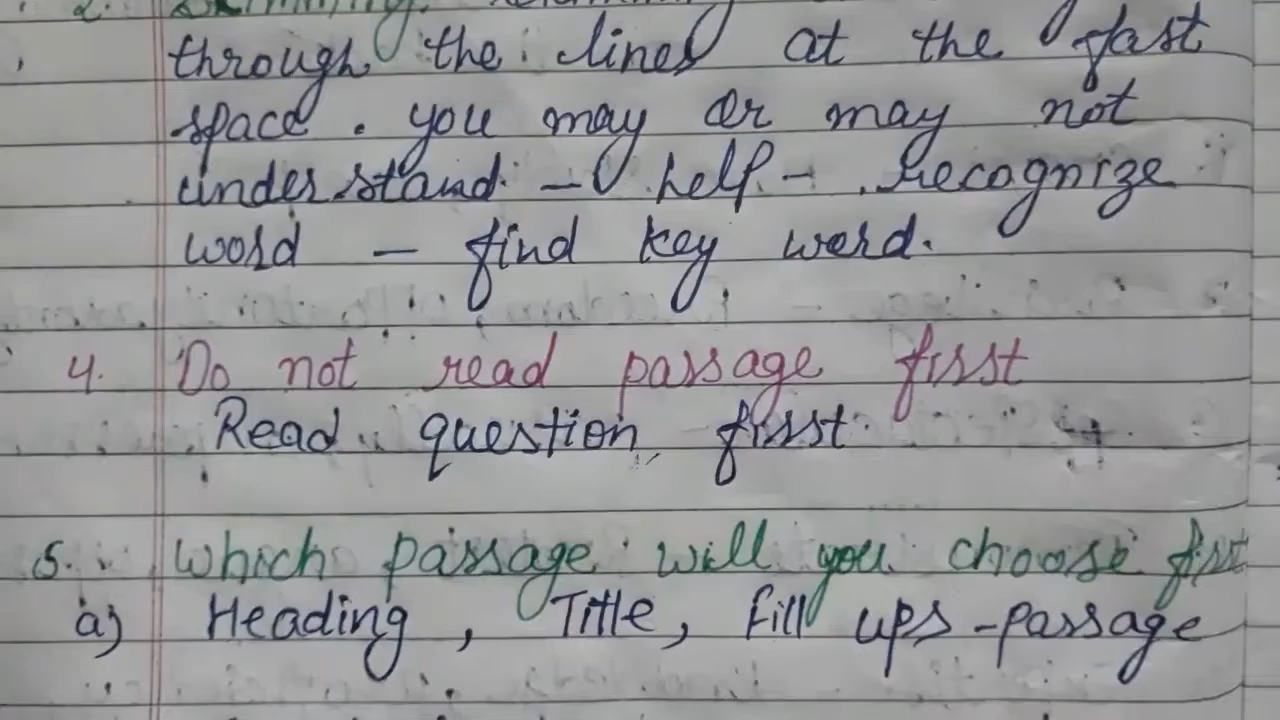 2.
through the lines at the fast
space. you may or may not
understand - help - recognize
word - find key word.
4. Do not read passage first
Read question first
5. Which passage will you choose first
a) Heading, Title, Fill ups - passage